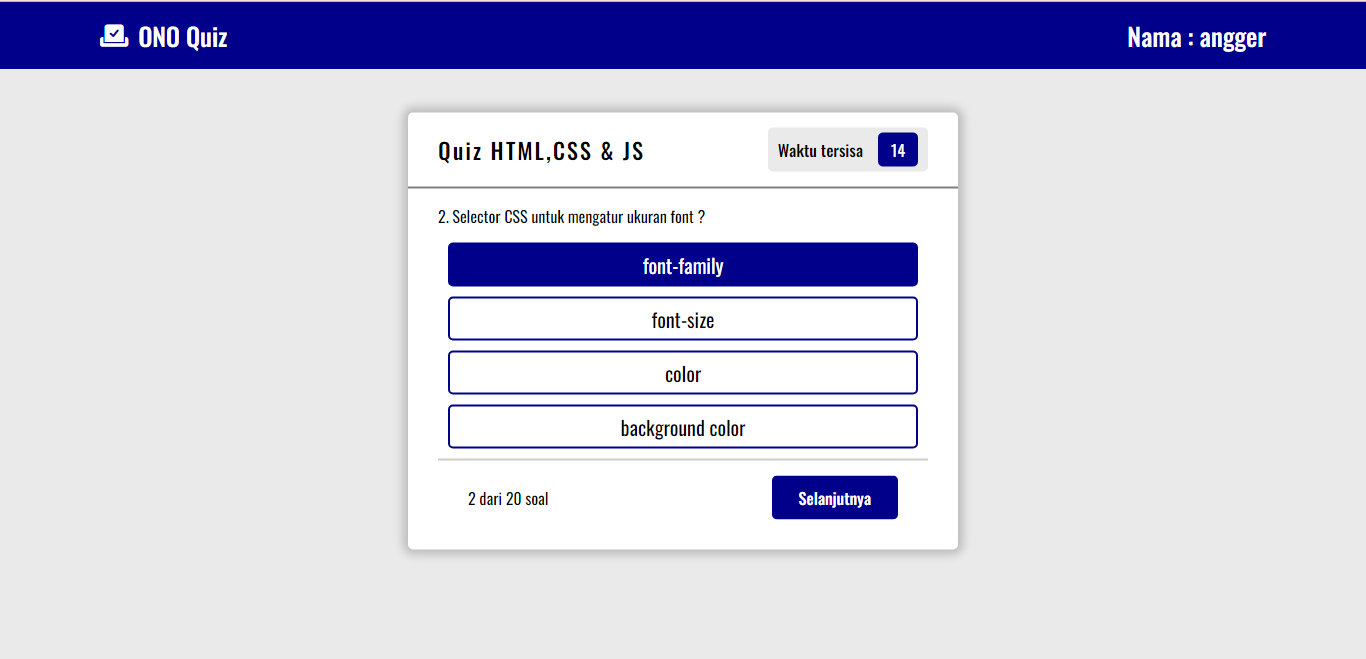 ONO Quiz
Nama : angger
Quiz HTML,CSS & JS
Waktu tersisa 14
2. Selector CSS untuk mengatur ukuran font ?
font-family
font-size
color
background color
2 dari 20 soal
Selanjutnya